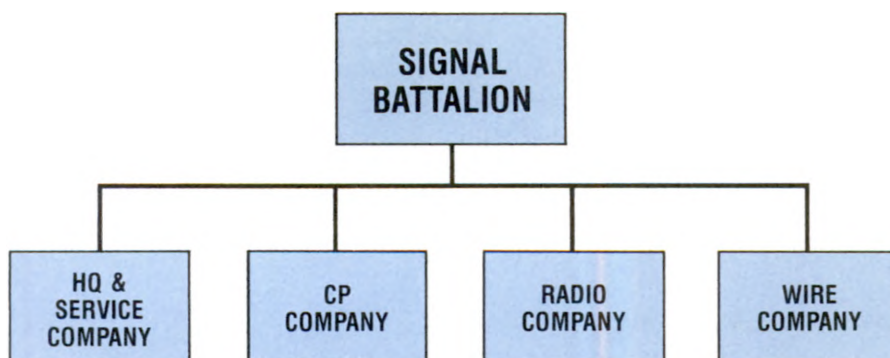 SIGNAL
BATTALION
HQ &
SERVICE
COMPANY
CP
COMPANY
RADIO
COMPANY
WIRE
COMPANY